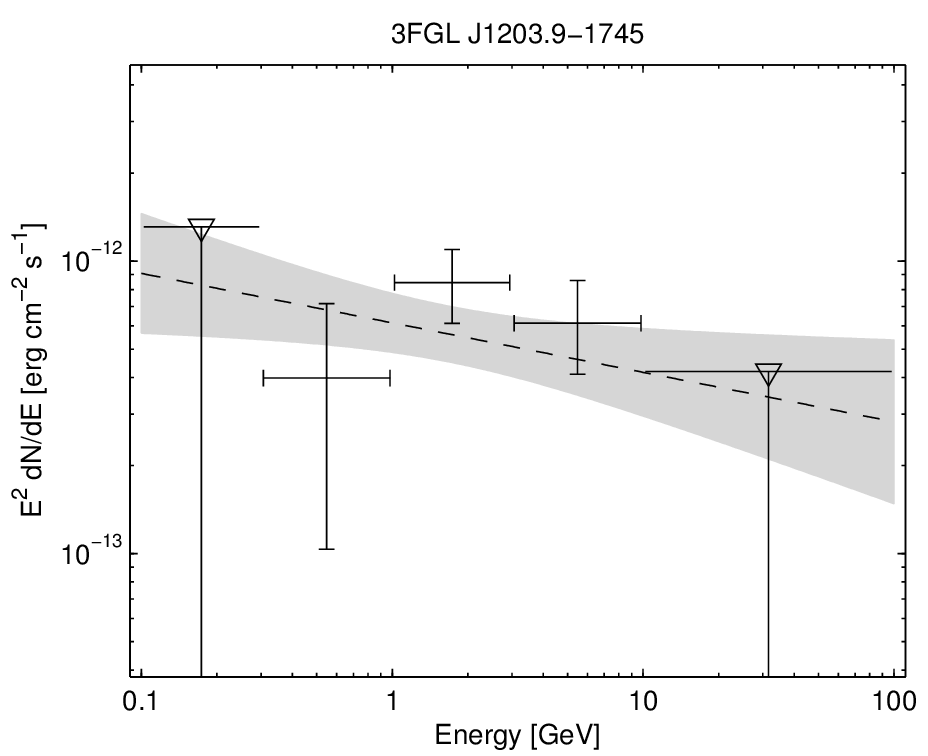 3FGL J1203.9−1745
E² dN/dE [erg cm⁻² s⁻¹]
10⁻¹²
10⁻¹³
0.1 1 10 100
Energy [GeV]